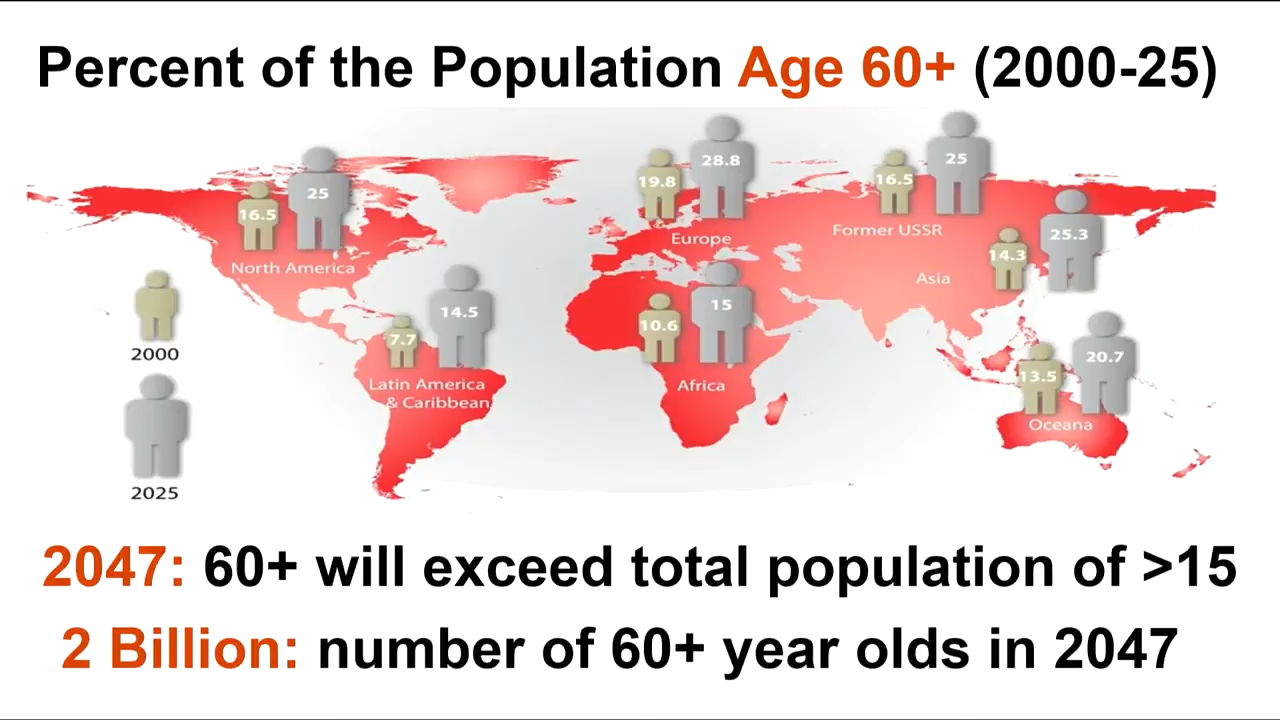 Percent of the Population Age 60+ (2000-25)
16.5
25
North America
19.8
28.8
Europe
16.5
25
Former USSR
14.3
25.3
Asia
2000
7.7
14.5
Latin America
& Caribbean
10.6
15
Africa
13.5
20.7
Oceana
2025
2047: 60+ will exceed total population of >15
2 Billion: number of 60+ year olds in 2047